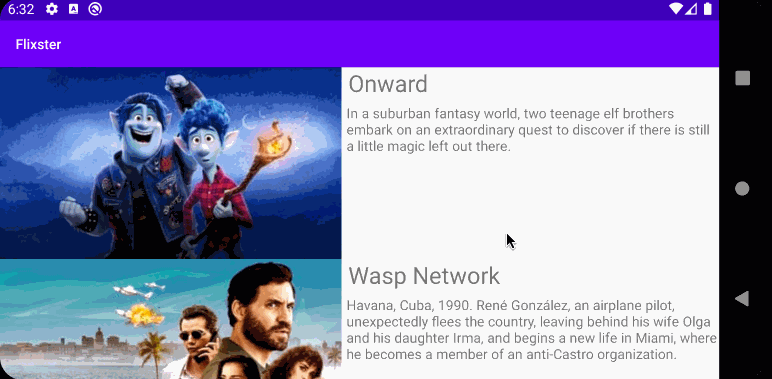 6:32
Flixster
Onward
In a suburban fantasy world, two teenage elf brothers
embark on an extraordinary quest to discover if there is still
a little magic left out there.
Wasp Network
Havana, Cuba, 1990. René González, an airplane pilot,
unexpectedly flees the country, leaving behind his wife Olga
and his daughter Irma, and begins a new life in Miami, where
he becomes a member of an anti-Castro organization.